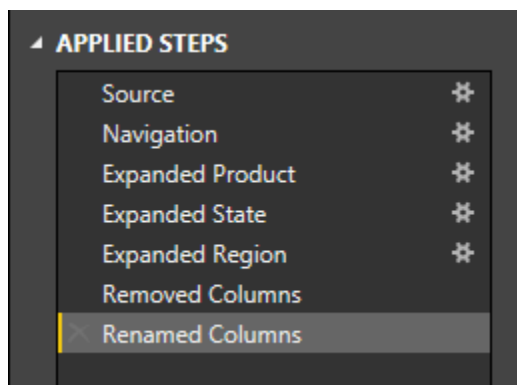 APPLIED STEPS
Source
Navigation
Expanded Product
Expanded State
Expanded Region
Removed Columns
Renamed Columns